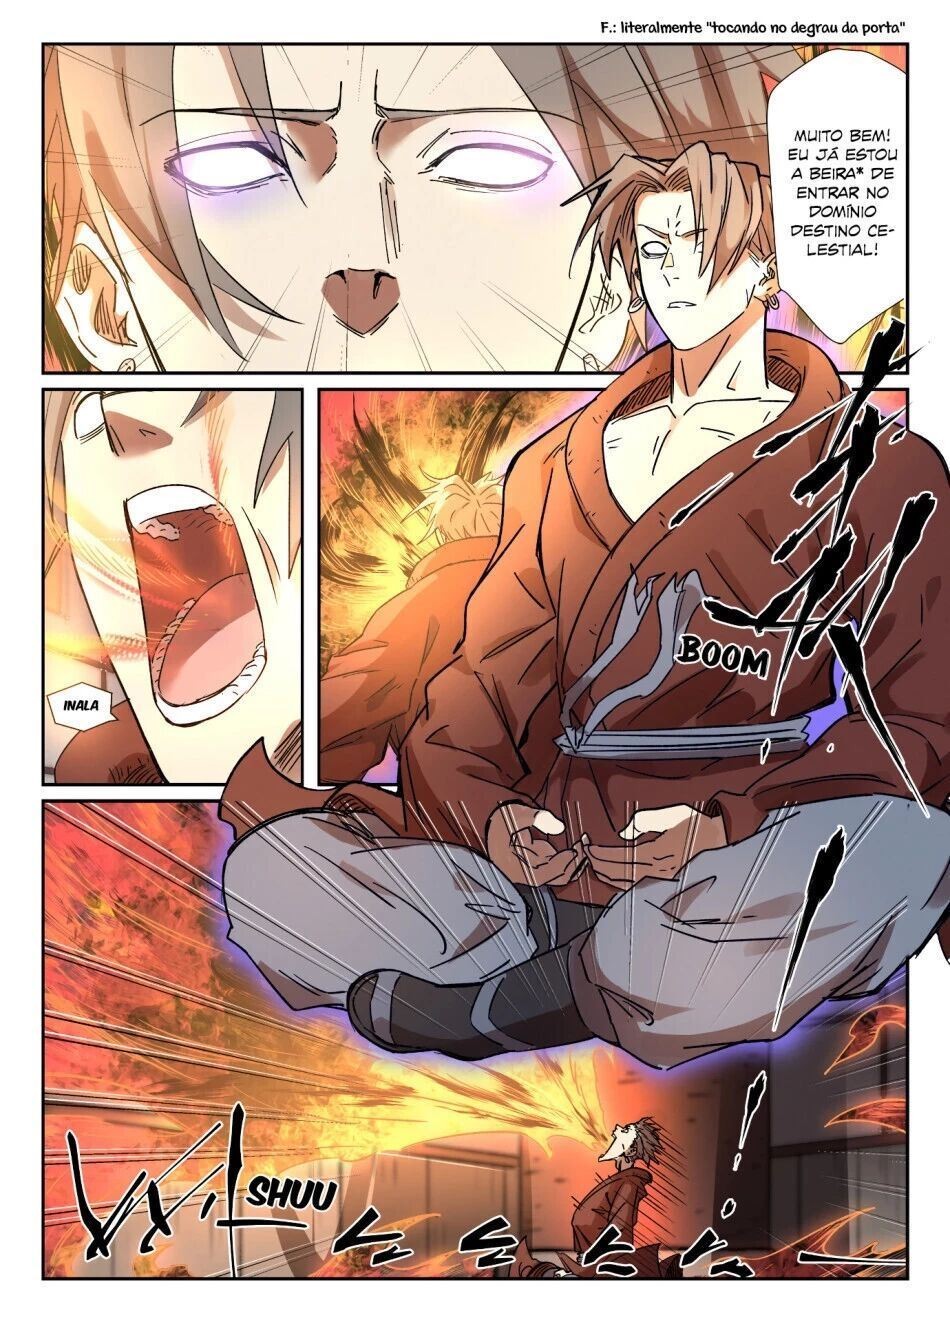 F.: literalmente "tocando no degrau da porta"
MUITO BEM!
EU JÁ ESTOU
A BEIRA* DE
ENTRAR NO
DOMÍNIO
DESTINO CE-
LESTIAL!
BOOM
INALA
SHUU